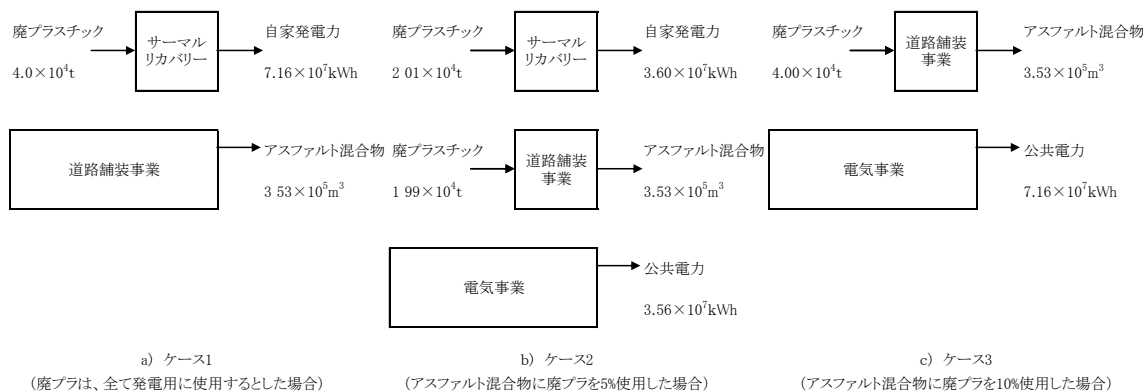 廃プラスチック
4.0×10⁴t
サーマル
リカバリー
自家発電力
7.16×10⁷kWh
道路舗装事業
アスファルト混合物
3 53×10⁵m³
a) ケース1
(廃プラは、全て発電用に使用するとした場合)
廃プラスチック
2 01×10⁴t
サーマル
リカバリー
自家発電力
3.60×10⁷kWh
廃プラスチック
1 99×10⁴t
道路舗装
事業
アスファルト混合物
3.53×10⁵m³
電気事業
公共電力
3.56×10⁷kWh
b) ケース2
(アスファルト混合物に廃プラを5%使用した場合)
廃プラスチック
4.00×10⁴t
道路舗装
事業
アスファルト混合物
3.53×10⁵m³
電気事業
公共電力
7.16×10⁷kWh
c) ケース3
(アスファルト混合物に廃プラを10%使用した場合)